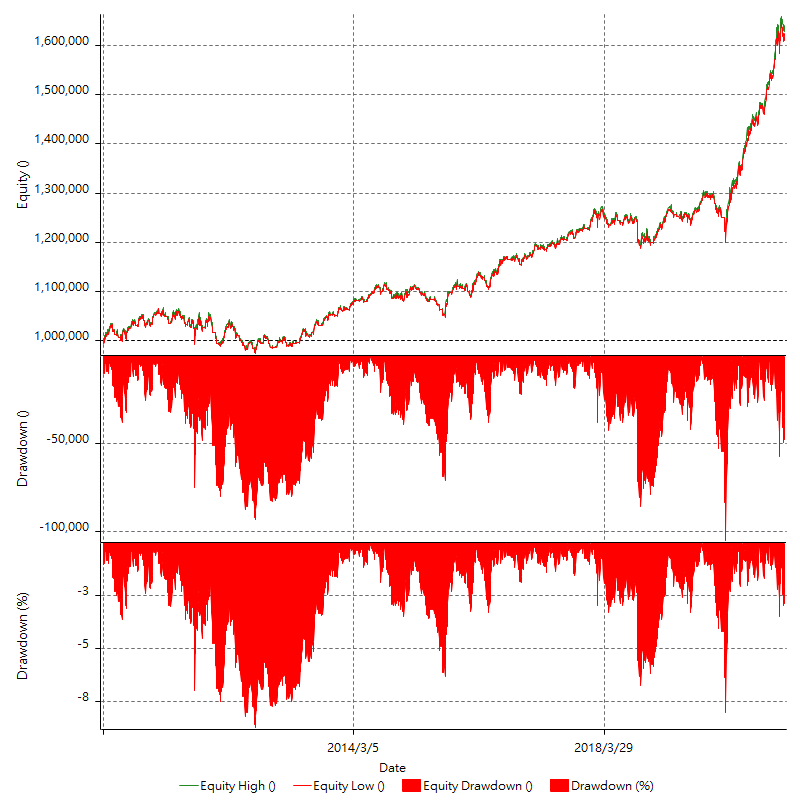 1,600,000
1,500,000
1,400,000
1,300,000
1,200,000
1,100,000
1,000,000
Equity ()
-50,000
-100,000
Drawdown ()
-3
-5
-8
Drawdown (%)
2014/3/5 2018/3/29
Date
Equity High () Equity Low () Equity Drawdown () Drawdown (%)